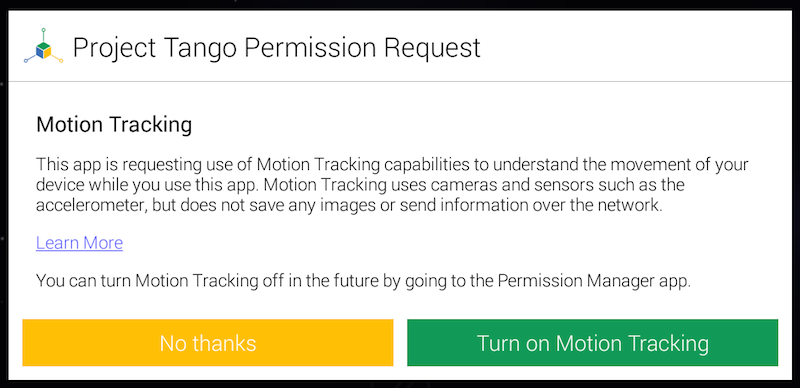 Project Tango Permission Request
Motion Tracking
This app is requesting use of Motion Tracking capabilities to understand the movement of your
device while you use this app. Motion Tracking uses cameras and sensors such as the
accelerometer, but does not save any images or send information over the network.
Learn More
You can turn Motion Tracking off in the future by going to the Permission Manager app.
No thanks
Turn on Motion Tracking